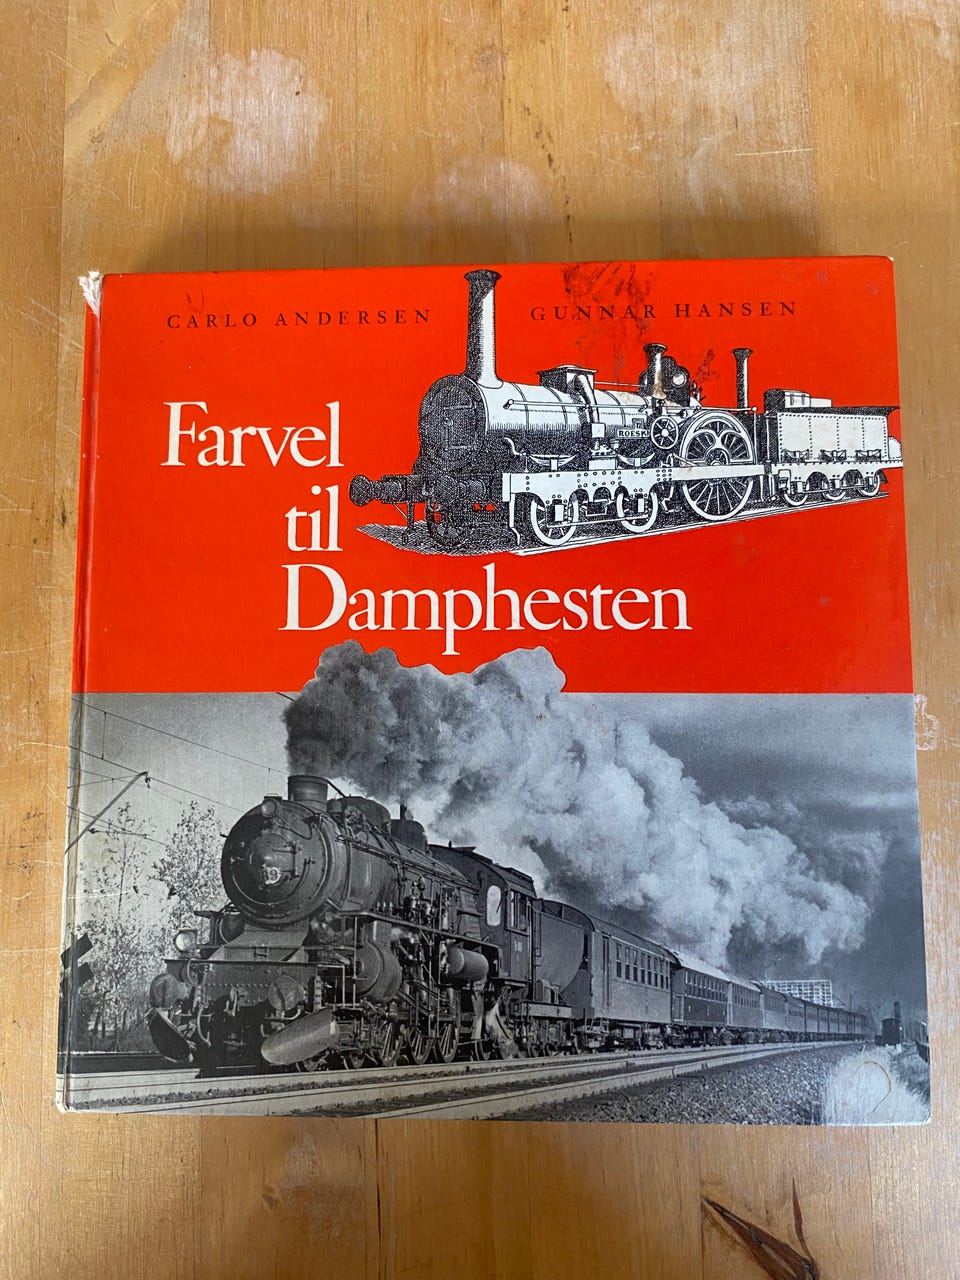 CARLO ANDERSEN
GUNNAR HANSEN
Farvel
til
Damphesten